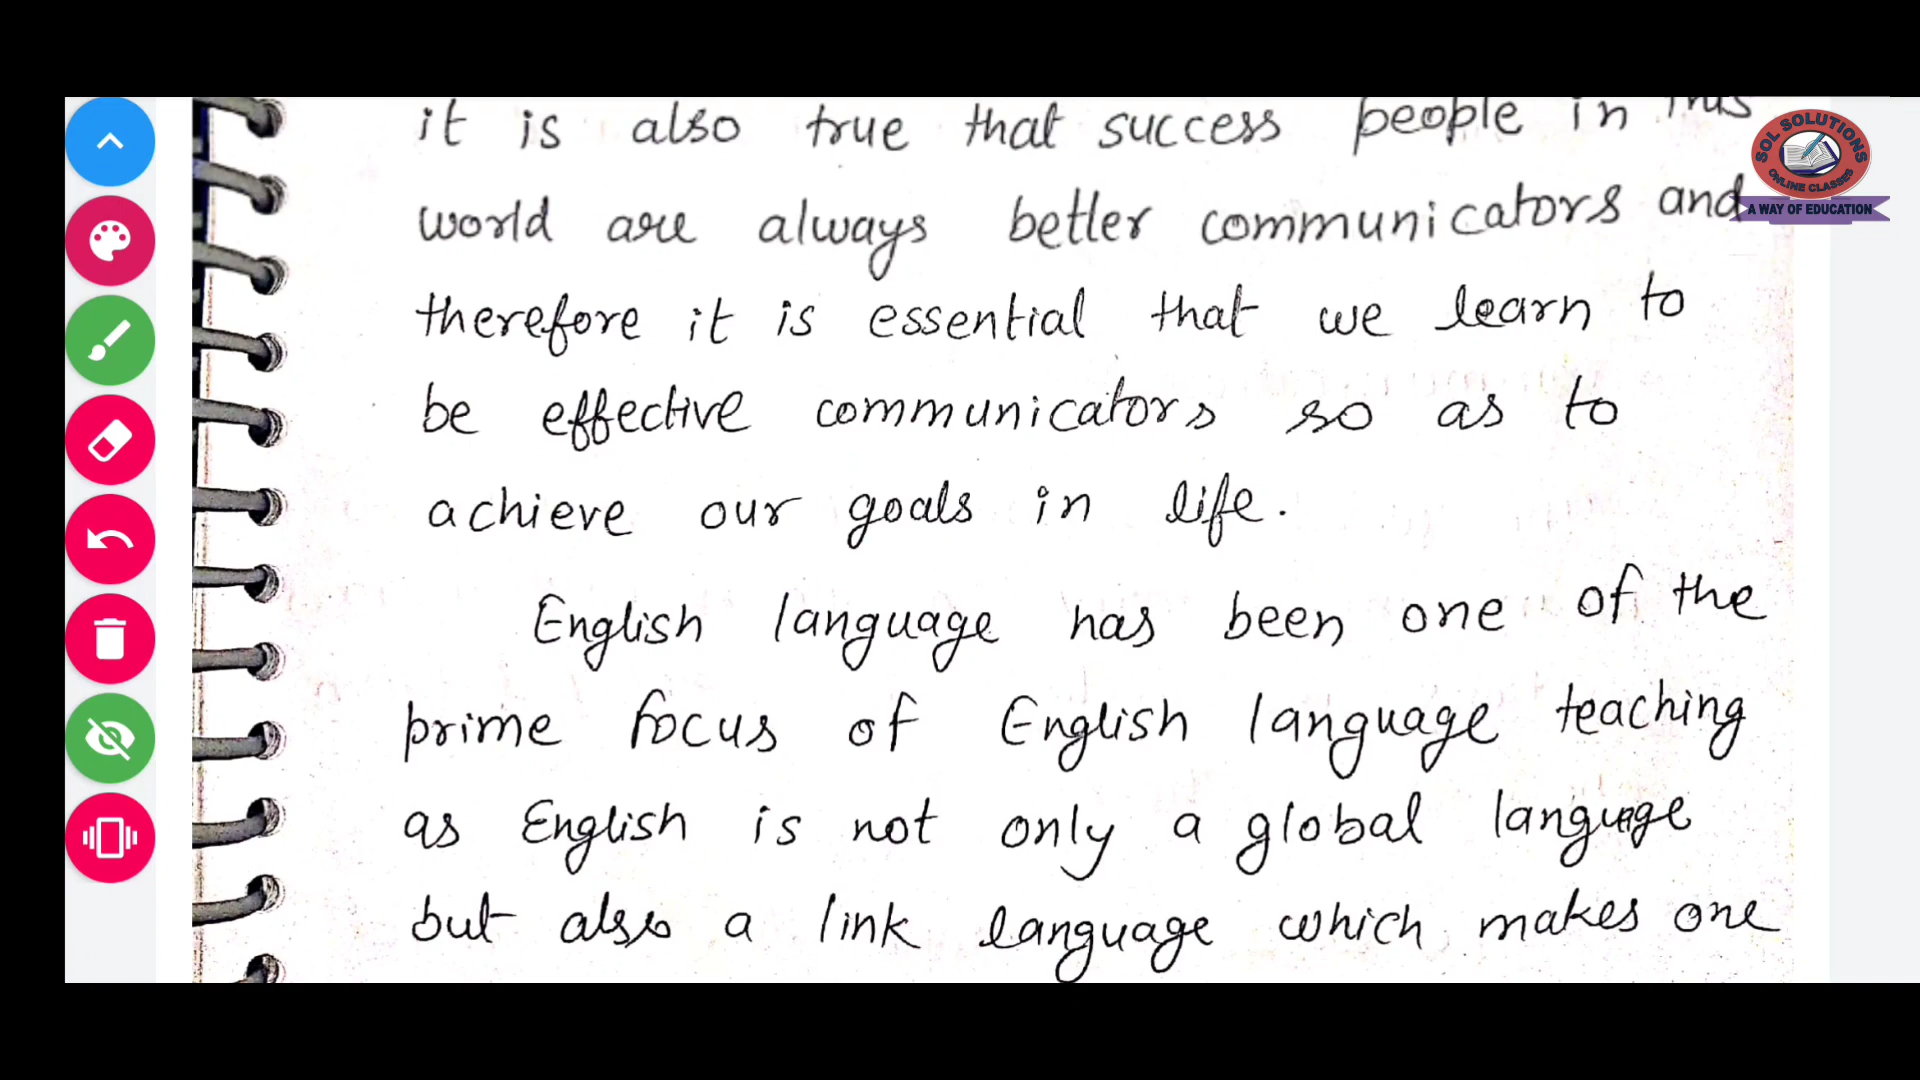 it is also true that success people in this
world are always better communicators and
therefore it is essential that we learn to
be effective communicators so as to
achieve our goals in life.
English language has been one of the
prime focus of English language teaching
as English is not only a global language
but also a link language which makes one
SOL SOLUTIONS
ONLINE CLASSES
A WAY OF EDUCATION